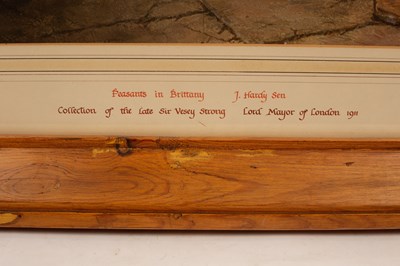 Peasants in Brittany J. Hardy Sen
Collection of the Late Sir Vesey Strong Lord Mayor of London 1911